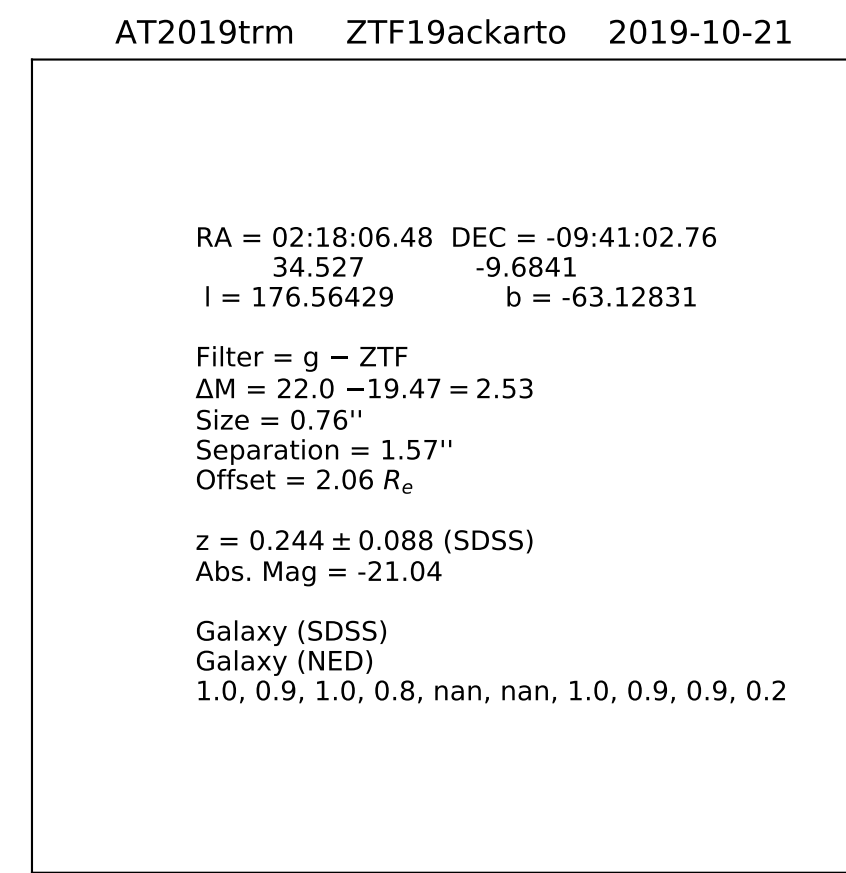 AT2019trm ZTF19ackarto 2019-10-21
RA = 02:18:06.48 DEC = -09:41:02.76
34.527 -9.6841
l = 176.56429 b = -63.12831
Filter = g − ZTF
ΔM = 22.0 −19.47 = 2.53
Size = 0.76''
Separation = 1.57''
Offset = 2.06 Re
z = 0.244 ± 0.088 (SDSS)
Abs. Mag = -21.04
Galaxy (SDSS)
Galaxy (NED)
1.0, 0.9, 1.0, 0.8, nan, nan, 1.0, 0.9, 0.9, 0.2